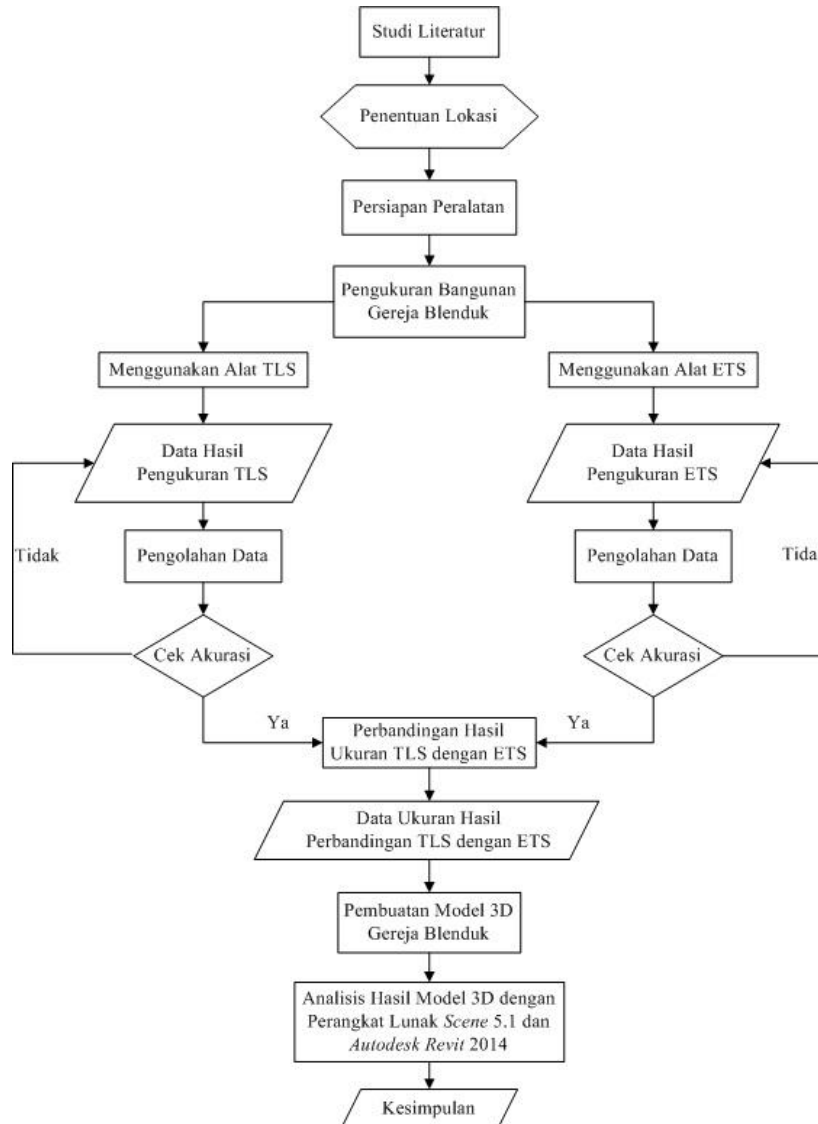 Studi Literatur
Penentuan Lokasi
Persiapan Peralatan
Pengukuran Bangunan
Gereja Blenduk
Menggunakan Alat TLS
Menggunakan Alat ETS
Data Hasil
Pengukuran TLS
Data Hasil
Pengukuran ETS
Tidak
Pengolahan Data
Pengolahan Data
Tida
Cek Akurasi
Cek Akurasi
Ya
Perbandingan Hasil
Ukuran TLS dengan ETS
Ya
Data Ukuran Hasil
Perbandingan TLS dengan ETS
Pembuatan Model 3D
Gereja Blenduk
Analisis Hasil Model 3D dengan
Perangkat Lunak Scene 5.1 dan
Autodesk Revit 2014
Kesimpulan